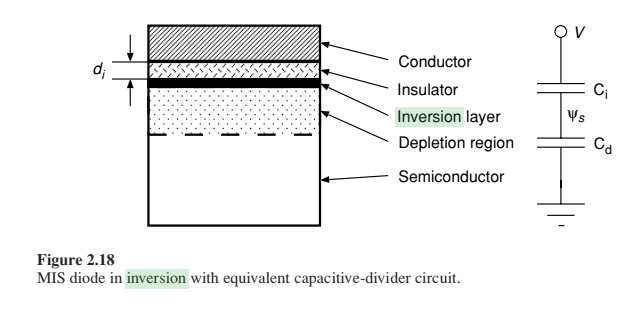 V
Conductor
d_i
Insulator
C_i
Inversion layer
ψ_s
Depletion region
C_d
Semiconductor
Figure 2.18
MIS diode in inversion with equivalent capacitive-divider circuit.